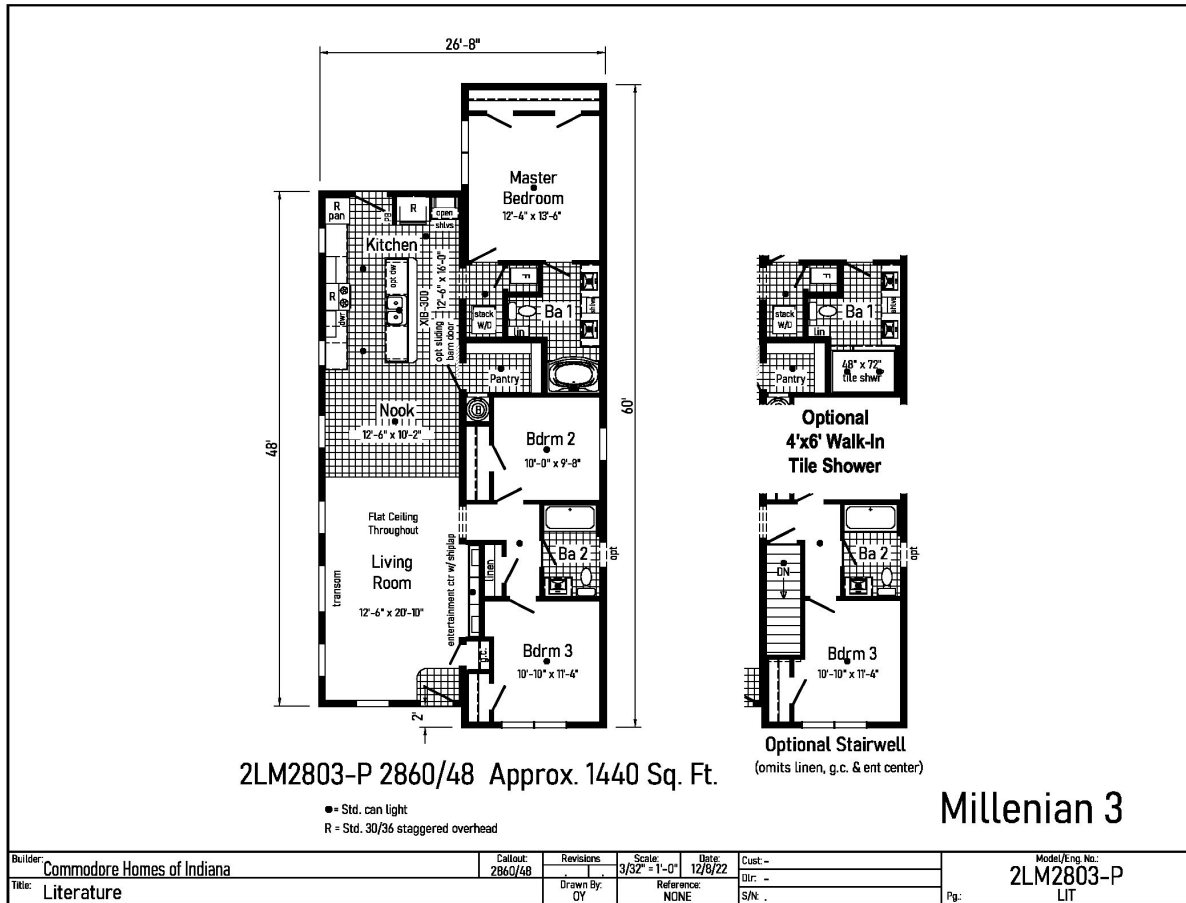 26'-8"
Master
Bedroom
12'-4" x 13'-6"
R
pan
PB
R
open
shlvs
Kitchen
12'-6" x 16'-0"
XIB-300
opt dw
R
dwr
opt sliding
barn door
F
stack
W/D
lin
Ba 1
shlv
Pantry
Nook
12'-6" x 10'-2"
B
Bdrm 2
10'-0" x 9'-8"
48'
60'
Flat Ceiling
Throughout
Living
Room
12'-6" x 20'-10"
transom
entertainment ctr w/ shiplap
linen
Ba 2
opt
g.c.
Bdrm 3
10'-10" x 11'-4"
2'
F
stack
W/D
lin
Ba 1
shlv
Pantry
48" x 72"
tile shwr
Optional
4'x6' Walk-In
Tile Shower
DN
Ba 2
opt
Bdrm 3
10'-10" x 11'-4"
Optional Stairwell
(omits linen, g.c. & ent center)
2LM2803-P 2860/48 Approx. 1440 Sq. Ft.
●= Std. can light
R = Std. 30/36 staggered overhead
Millenian 3
Builder: Commodore Homes of Indiana
Title: Literature
Callout:
2860/48
Revisions
. .
Scale:
3/32" = 1'-0"
Date:
12/8/22
Drawn By:
OY
Reference:
NONE
Cust: -
Dlr: -
S/N: .
Model/Eng. No.:
2LM2803-P
Pg.: LIT